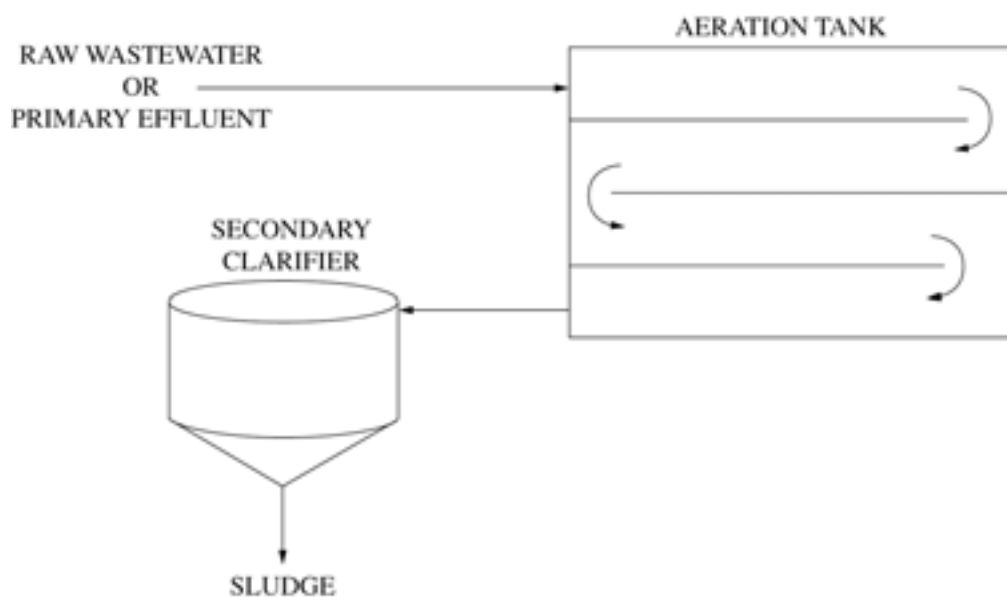 AERATION TANK
RAW WASTEWATER
OR
PRIMARY EFFLUENT
SECONDARY
CLARIFIER
SLUDGE